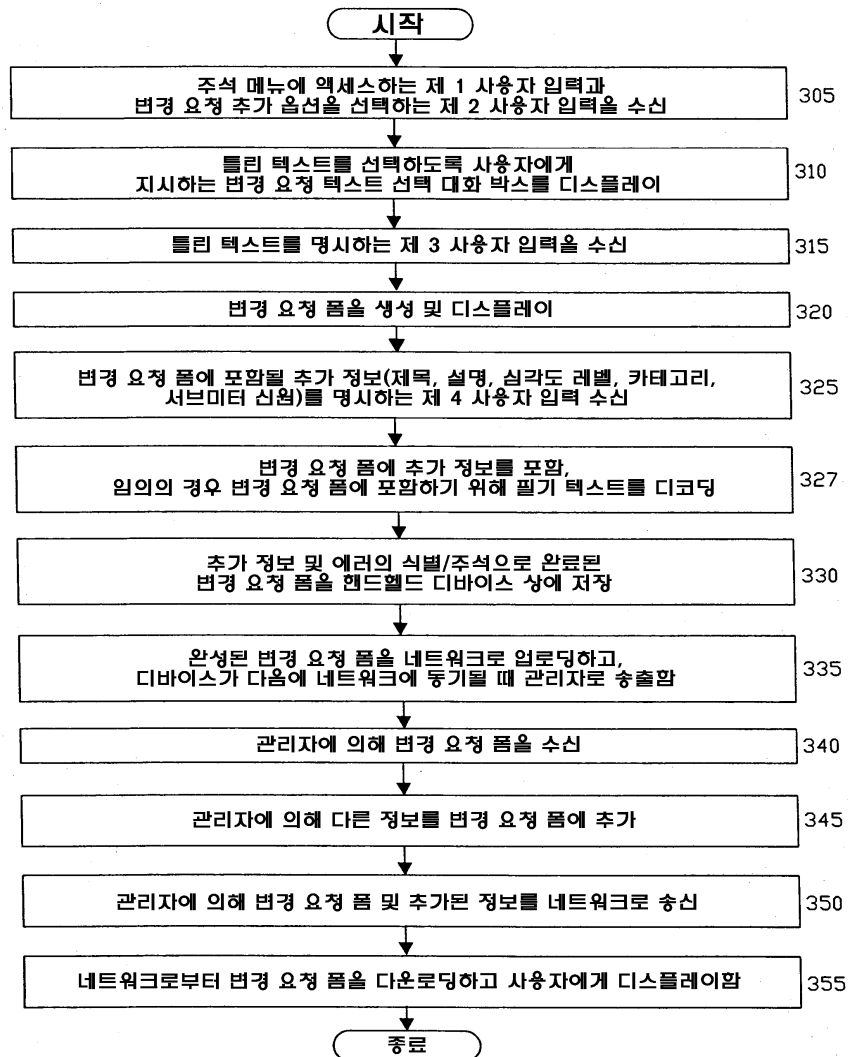 시작
주석 메뉴에 액세스하는 제 1 사용자 입력과
변경 요청 추가 옵션을 선택하는 제 2 사용자 입력을 수신
305
틀린 텍스트를 선택하도록 사용자에게
지시하는 변경 요청 텍스트 선택 대화 박스를 디스플레이
310
틀린 텍스트를 명시하는 제 3 사용자 입력을 수신
315
변경 요청 폼을 생성 및 디스플레이
320
변경 요청 폼에 포함될 추가 정보(제목, 설명, 심각도 레벨, 카테고리,
서브미터 신원)를 명시하는 제 4 사용자 입력 수신
325
변경 요청 폼에 추가 정보를 포함,
임의의 경우 변경 요청 폼에 포함하기 위해 필기 텍스트를 디코딩
327
추가 정보 및 에러의 식별/주석으로 완료된
변경 요청 폼을 핸드헬드 디바이스 상에 저장
330
완성된 변경 요청 폼을 네트워크로 업로딩하고,
디바이스가 다음에 네트워크에 동기될 때 관리자로 송출함
335
관리자에 의해 변경 요청 폼을 수신
340
관리자에 의해 다른 정보를 변경 요청 폼에 추가
345
관리자에 의해 변경 요청 폼 및 추가된 정보를 네트워크로 송신
350
네트워크로부터 변경 요청 폼을 다운로딩하고 사용자에게 디스플레이함
355
종료